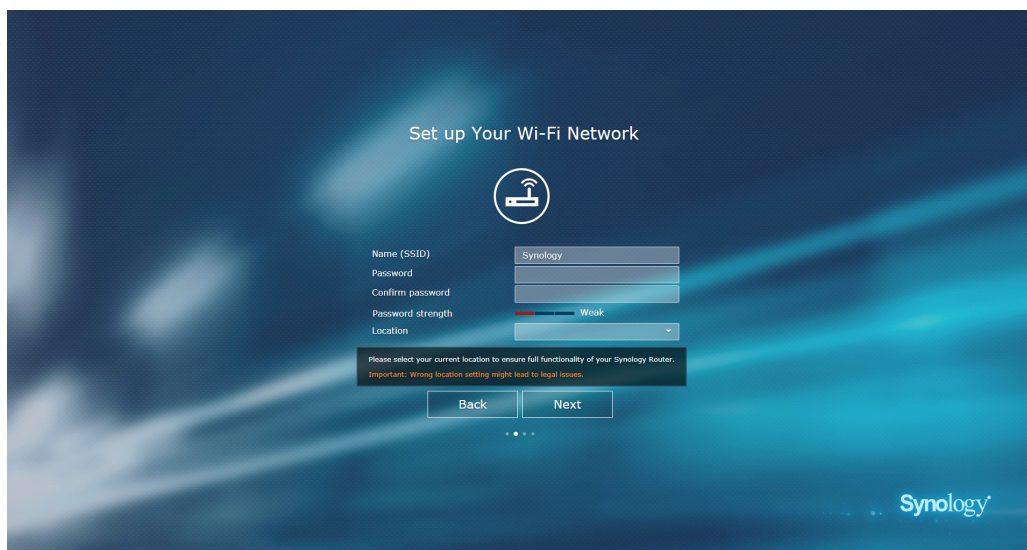 Set up Your Wi-Fi Network
Name (SSID)
Synology
Password
Confirm password
Password strength
Weak
Location
Please select your current location to ensure full functionality of your Synology Router.
Important: Wrong location setting might lead to legal issues.
Back
Next
Synology